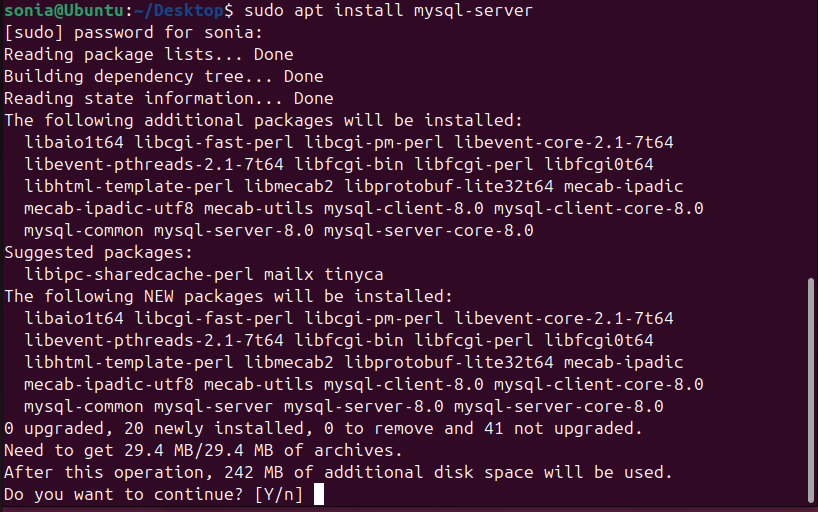 sonia@Ubuntu:~/Desktop$ sudo apt install mysql-server
[sudo] password for sonia:
Reading package lists... Done
Building dependency tree... Done
Reading state information... Done
The following additional packages will be installed:
  libaio1t64 libcgi-fast-perl libcgi-pm-perl libevent-core-2.1-7t64
  libevent-pthreads-2.1-7t64 libfcgi-bin libfcgi-perl libfcgi0t64
  libhtml-template-perl libmecab2 libprotobuf-lite32t64 mecab-ipadic
  mecab-ipadic-utf8 mecab-utils mysql-client-8.0 mysql-client-core-8.0
  mysql-common mysql-server-8.0 mysql-server-core-8.0
Suggested packages:
  libipc-sharedcache-perl mailx tinyca
The following NEW packages will be installed:
  libaio1t64 libcgi-fast-perl libcgi-pm-perl libevent-core-2.1-7t64
  libevent-pthreads-2.1-7t64 libfcgi-bin libfcgi-perl libfcgi0t64
  libhtml-template-perl libmecab2 libprotobuf-lite32t64 mecab-ipadic
  mecab-ipadic-utf8 mecab-utils mysql-client-8.0 mysql-client-core-8.0
  mysql-common mysql-server mysql-server-8.0 mysql-server-core-8.0
0 upgraded, 20 newly installed, 0 to remove and 41 not upgraded.
Need to get 29.4 MB/29.4 MB of archives.
After this operation, 242 MB of additional disk space will be used.
Do you want to continue? [Y/n]